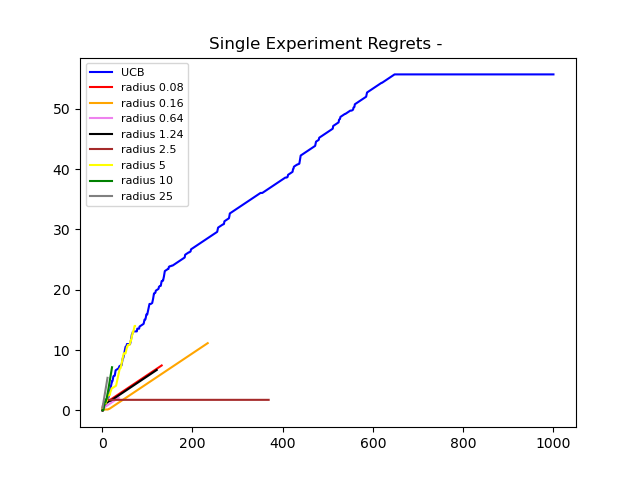 Single Experiment Regrets -
UCB
radius 0.08
radius 0.16
radius 0.64
radius 1.24
radius 2.5
radius 5
radius 10
radius 25
50
40
30
20
10
0
0 200 400 600 800 1000